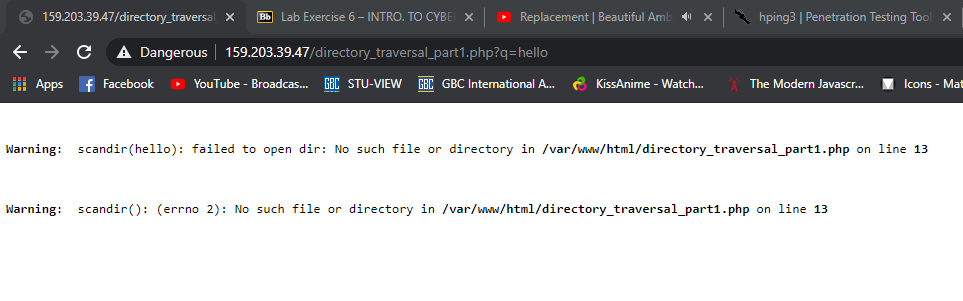 159.203.39.47/directory_traversal
Lab Exercise 6 – INTRO. TO CYBE
Replacement | Beautiful Amb
hping3 | Penetration Testing Tool
Dangerous | 159.203.39.47/directory_traversal_part1.php?q=hello
Apps
Facebook
YouTube - Broadcas...
GBC STU-VIEW
GBC GBC International A...
KissAnime - Watch...
The Modern Javascr...
Icons - Mat
Warning: scandir(hello): failed to open dir: No such file or directory in /var/www/html/directory_traversal_part1.php on line 13
Warning: scandir(): (errno 2): No such file or directory in /var/www/html/directory_traversal_part1.php on line 13